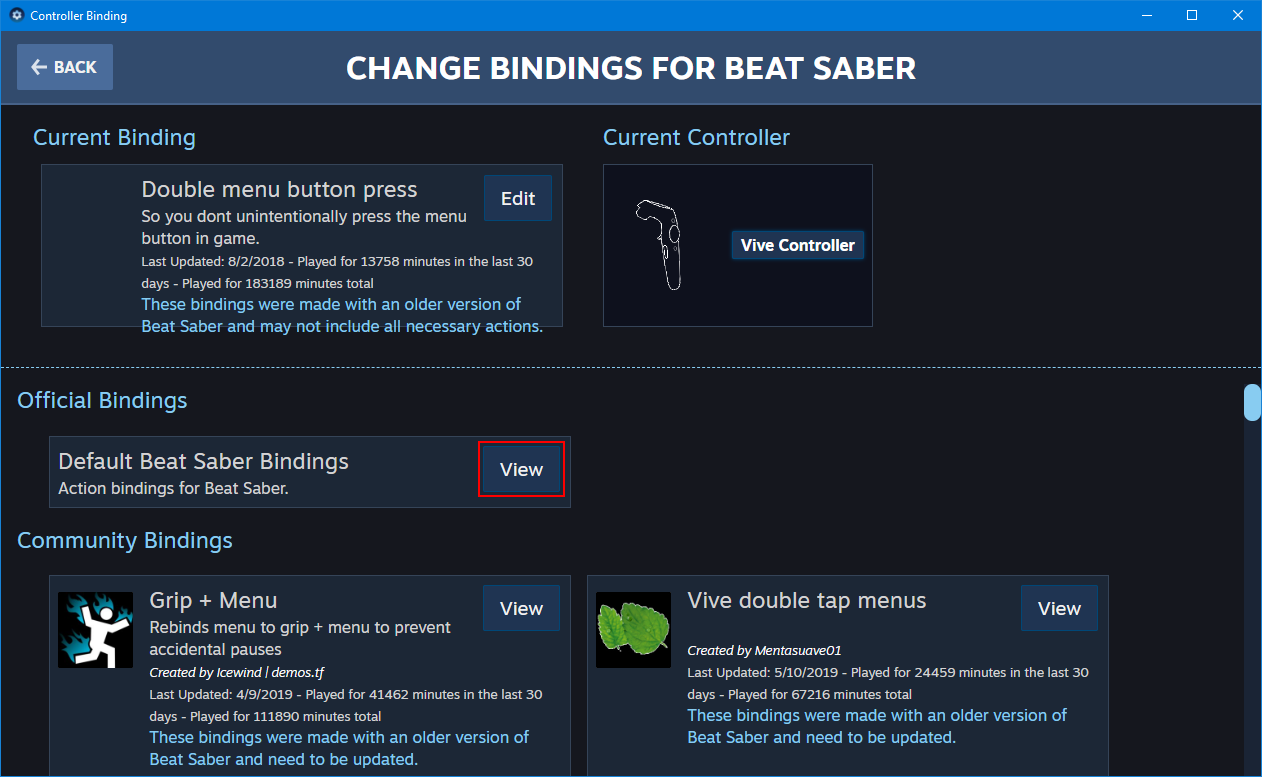 Controller Binding
BACK
CHANGE BINDINGS FOR BEAT SABER
Current Binding
Double menu button press
Edit
So you dont unintentionally press the menu
button in game.
Last Updated: 8/2/2018 - Played for 13758 minutes in the last 30
days - Played for 183189 minutes total
These bindings were made with an older version of
Beat Saber and may not include all necessary actions.
Current Controller
Vive Controller
Official Bindings
Default Beat Saber Bindings
Action bindings for Beat Saber.
View
Community Bindings
Grip + Menu
View
Rebinds menu to grip + menu to prevent
accidental pauses
Created by Icewind | demos.tf
Last Updated: 4/9/2019 - Played for 41462 minutes in the last 30
days - Played for 111890 minutes total
These bindings were made with an older version of
Beat Saber and need to be updated.
Vive double tap menus
View
Created by Mentasuave01
Last Updated: 5/10/2019 - Played for 24459 minutes in the last 30
days - Played for 67216 minutes total
These bindings were made with an older version of
Beat Saber and need to be updated.